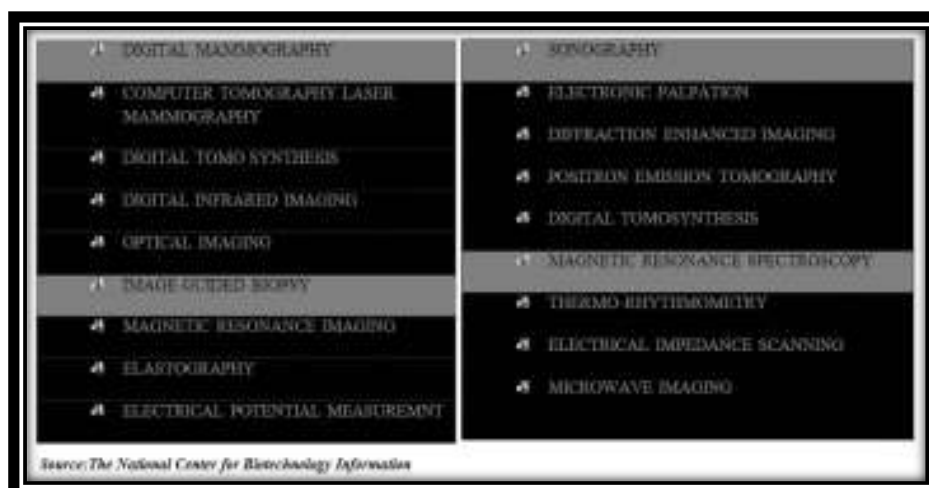 DIGITAL MAMMOGRAPHY
COMPUTER TOMOGRAPHY LASER
MAMMOGRAPHY
DIGITAL TOMO SYNTHESIS
DIGITAL INFRARED IMAGING
OPTICAL IMAGING
IMAGE GUIDED BIOPSY
MAGNETIC RESONANCE IMAGING
ELASTOGRAPHY
ELECTRICAL POTENTIAL MEASUREMNT
SONOGRAPHY
ELECTRONIC PALPATION
DIFFRACTION ENHANCED IMAGING
POSITRON EMISSION TOMOGRAPHY
DIGITAL TOMOSYNTHESIS
MAGNETIC RESONANCE SPECTROSCOPY
THERMO RHYTHMOMETRY
ELECTRICAL IMPEDANCE SCANNING
MICROWAVE IMAGING
Source:The National Center for Biotechnology Information